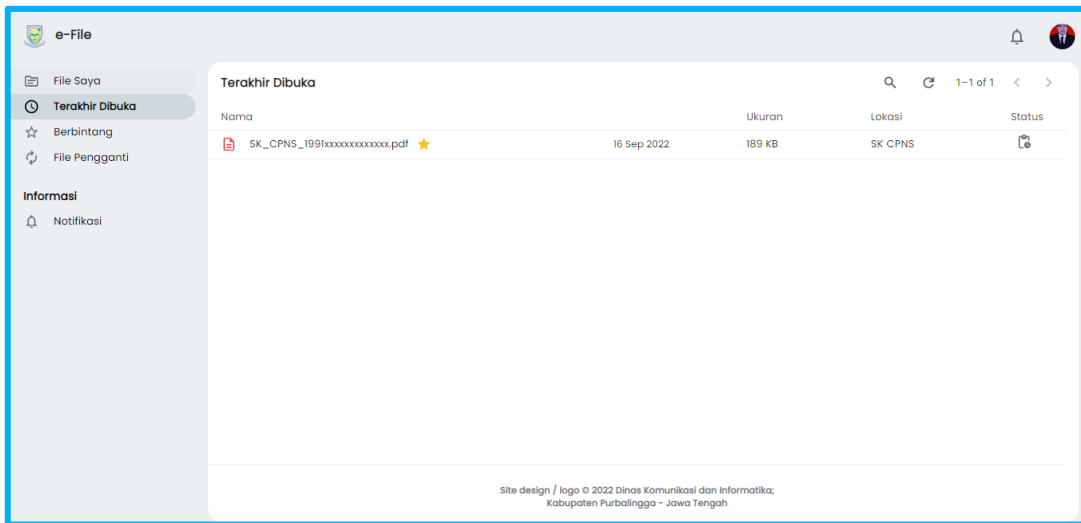 e-File
File Saya
Terakhir Dibuka
Berbintang
File Pengganti
Informasi
Notifikasi
Terakhir Dibuka
1-1 of 1
Nama Ukuran Lokasi Status
SK_CPNS_1991xxxxxxxxxxxxx.pdf 16 Sep 2022 189 KB SK CPNS
Site design / logo © 2022 Dinas Komunikasi dan Informatika;
Kabupaten Purbalingga - Jawa Tengah